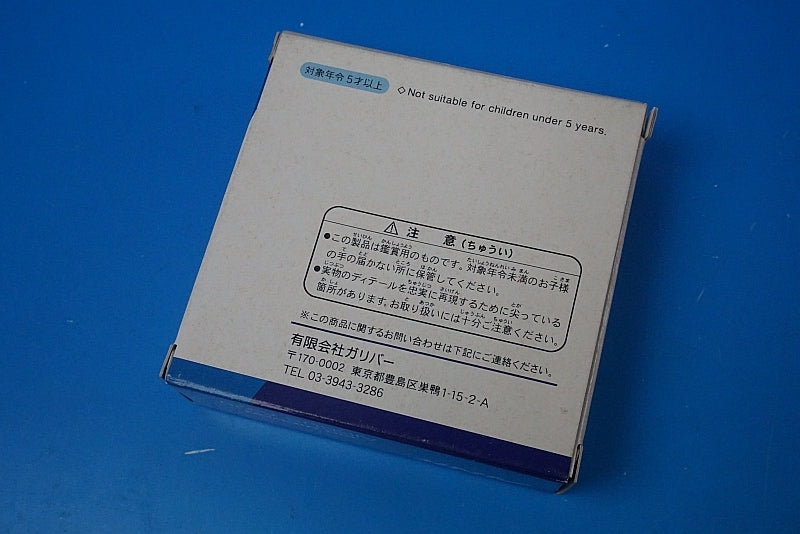 対象年令5才以上
◇Not suitable for children under 5 years.
⚠注 意(ちゅうい)
●この製品は鑑賞用のものです。対象年令未満のお子様
の手の届かない所に保管してください。
●実物のディテールを忠実に再現するために尖っている
箇所があります。お取り扱いには十分ご注意ください。
※この商品に関するお問い合わせは下記にご連絡ください。
有限会社ガリバー
〒170-0002 東京都豊島区巣鴨1-15-2-A
TEL 03-3943-3286